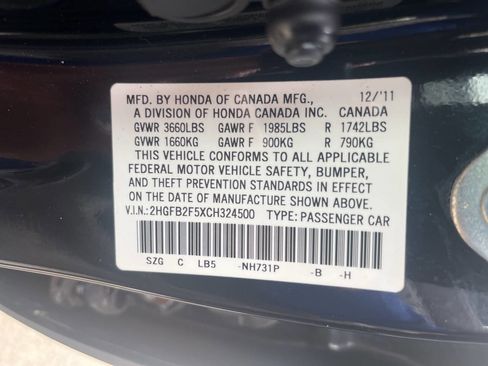 MFD. BY HONDA OF CANADA MFG., 12/'11
A DIVISION OF HONDA CANADA INC. CANADA
GVWR 3660LBS GAWR F 1985LBS R 1742LBS
GVWR 1660KG GAWR F 900KG R 790KG
THIS VEHICLE CONFORMS TO ALL APPLICABLE
FEDERAL MOTOR VEHICLE SAFETY, BUMPER,
AND THEFT PREVENTION STANDARDS IN EFFECT
ON THE DATE OF MANUFACTURE SHOWN ABOVE.
V.I.N.: 2HGFB2F5XCH324500 TYPE: PASSENGER CAR
SZG C LB5 -NH731P -B -H